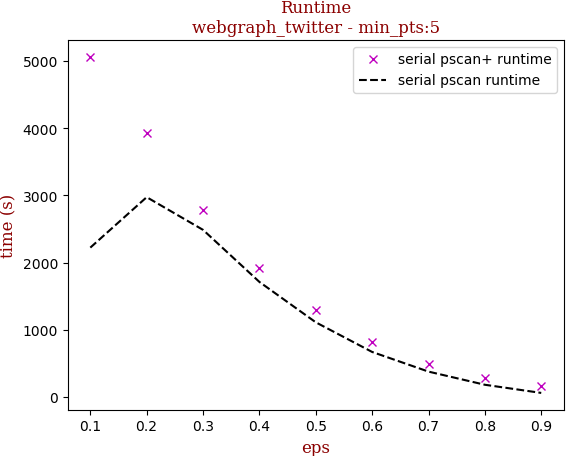 Runtime
webgraph_twitter - min_pts:5
serial pscan+ runtime
serial pscan runtime
time (s)
5000
4000
3000
2000
1000
0
0.1 0.2 0.3 0.4 0.5 0.6 0.7 0.8 0.9
eps